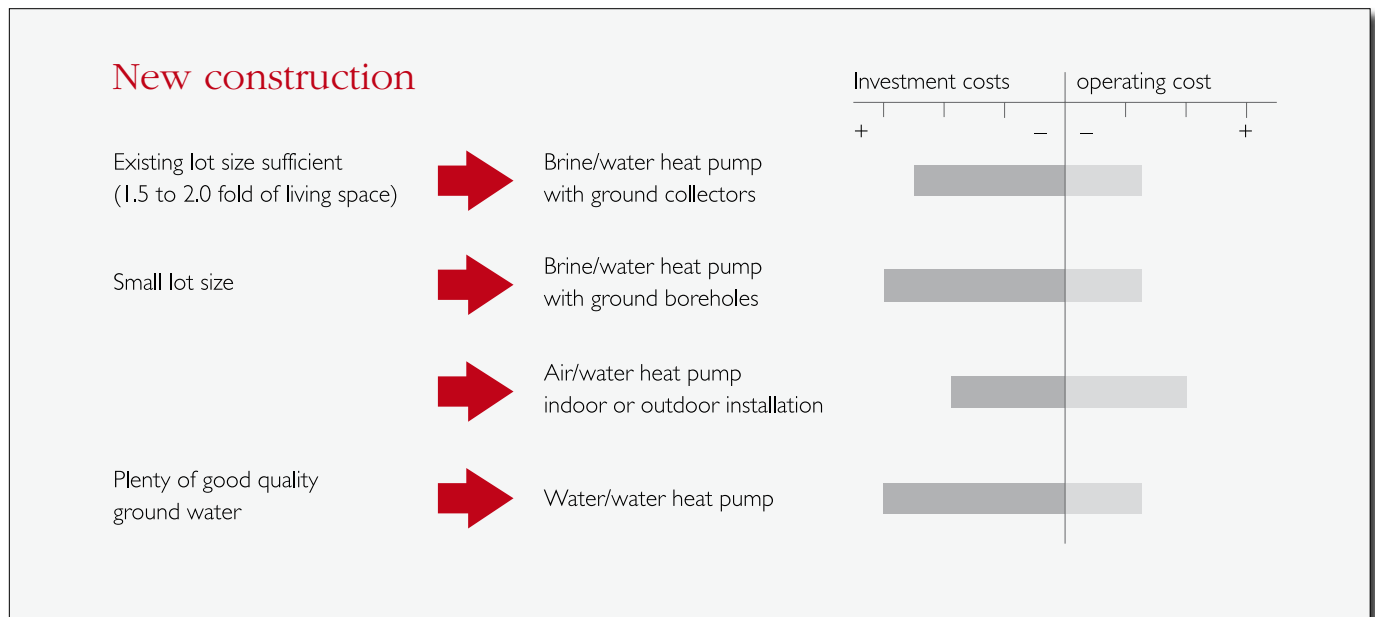 New construction
Investment costs
operating cost
+ – – +
Existing lot size sufficient
(1.5 to 2.0 fold of living space)
Brine/water heat pump
with ground collectors
Small lot size
Brine/water heat pump
with ground boreholes
Air/water heat pump
indoor or outdoor installation
Plenty of good quality
ground water
Water/water heat pump